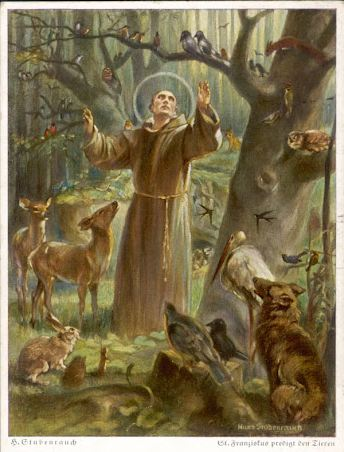 Hans Stubenrauch
H. Stubenrauch
St. Franziskus predigt den Tieren